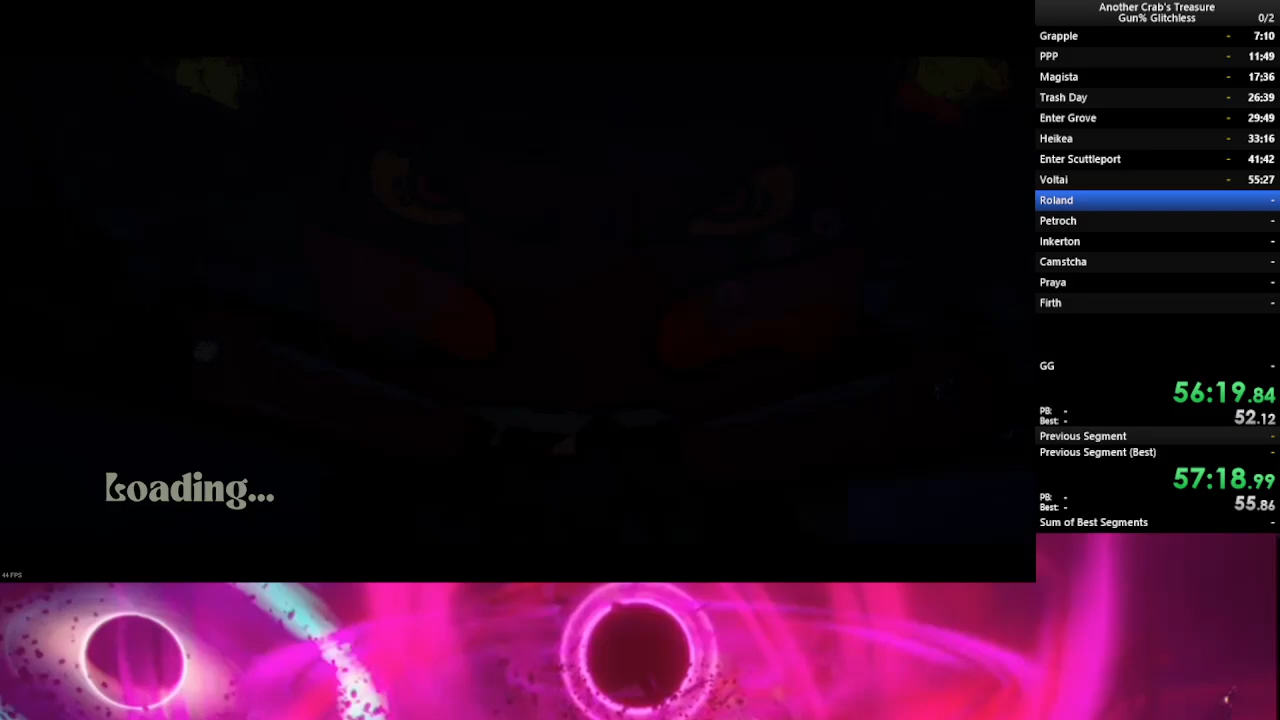 Another Crab's Treasure
Gun% Glitchless 0/2
Grapple - 7:10
PPP - 11:49
Magista - 17:36
Trash Day - 26:39
Enter Grove - 29:49
Heikea - 33:16
Enter Scuttleport - 41:42
Voltai - 55:27
Roland -
Petroch -
Inkerton -
Camstcha -
Praya -
Firth -
GG -
56:19.84
PB: -
Best: - 52.12
Previous Segment -
Previous Segment (Best) -
57:18.99
PB: -
Best: - 55.86
Sum of Best Segments -
Loading...
44 FPS